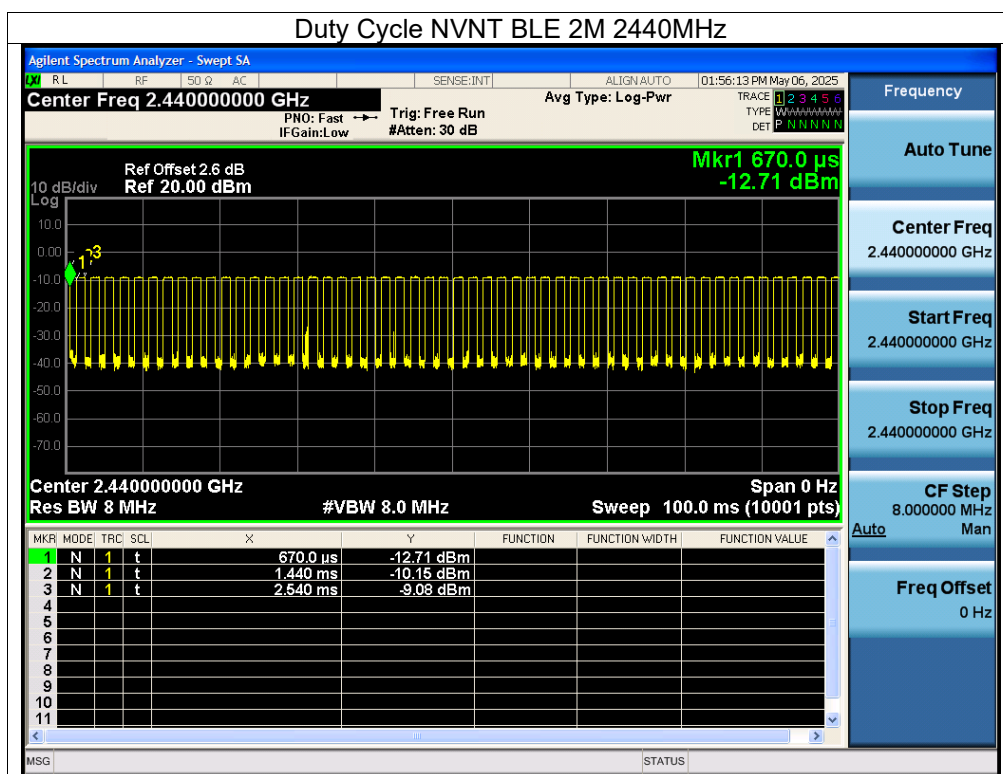 Duty Cycle NVNT BLE 2M 2440MHz
Agilent Spectrum Analyzer - Swept SA
LXI RL RF 50 Ω AC SENSE:INT ALIGN AUTO 01:56:13 PM May 06, 2025
Center Freq 2.440000000 GHz
PNO: Fast
IFGain:Low
Trig: Free Run
#Atten: 30 dB
Avg Type: Log-Pwr
TRACE 1 2 3 4 5 6
TYPE WWWWWW
DET P N N N N N
Frequency
Auto Tune
Ref Offset 2.6 dB
10 dB/div Ref 20.00 dBm
Log
Mkr1 670.0 µs
-12.71 dBm
10.0
0.00
-10.0
-20.0
-30.0
-40.0
-50.0
-60.0
-70.0
1 3
Center 2.440000000 GHz Span 0 Hz
Res BW 8 MHz #VBW 8.0 MHz Sweep 100.0 ms (10001 pts)
Center Freq
2.440000000 GHz
Start Freq
2.440000000 GHz
Stop Freq
2.440000000 GHz
CF Step
8.000000 MHz
Auto Man
Freq Offset
0 Hz
MKR MODE TRC SCL X Y FUNCTION FUNCTION WIDTH FUNCTION VALUE
1 N 1 t 670.0 µs -12.71 dBm
2 N 1 t 1.440 ms -10.15 dBm
3 N 1 t 2.540 ms -9.08 dBm
4
5
6
7
8
9
10
11
MSG STATUS